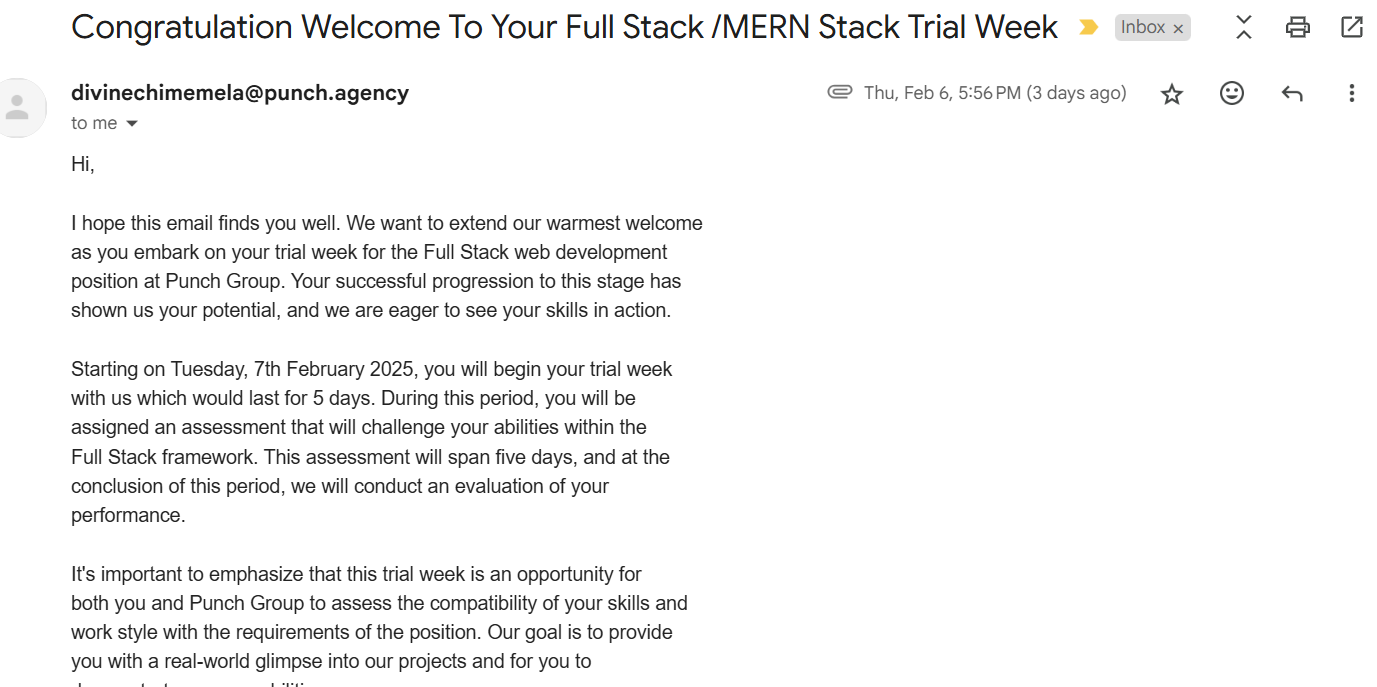 Congratulation Welcome To Your Full Stack /MERN Stack Trial Week Inbox ×
divinechimemela@punch.agency Thu, Feb 6, 5:56 PM (3 days ago)
to me
Hi,
I hope this email finds you well. We want to extend our warmest welcome
as you embark on your trial week for the Full Stack web development
position at Punch Group. Your successful progression to this stage has
shown us your potential, and we are eager to see your skills in action.
Starting on Tuesday, 7th February 2025, you will begin your trial week
with us which would last for 5 days. During this period, you will be
assigned an assessment that will challenge your abilities within the
Full Stack framework. This assessment will span five days, and at the
conclusion of this period, we will conduct an evaluation of your
performance.
It's important to emphasize that this trial week is an opportunity for
both you and Punch Group to assess the compatibility of your skills and
work style with the requirements of the position. Our goal is to provide
you with a real-world glimpse into our projects and for you to